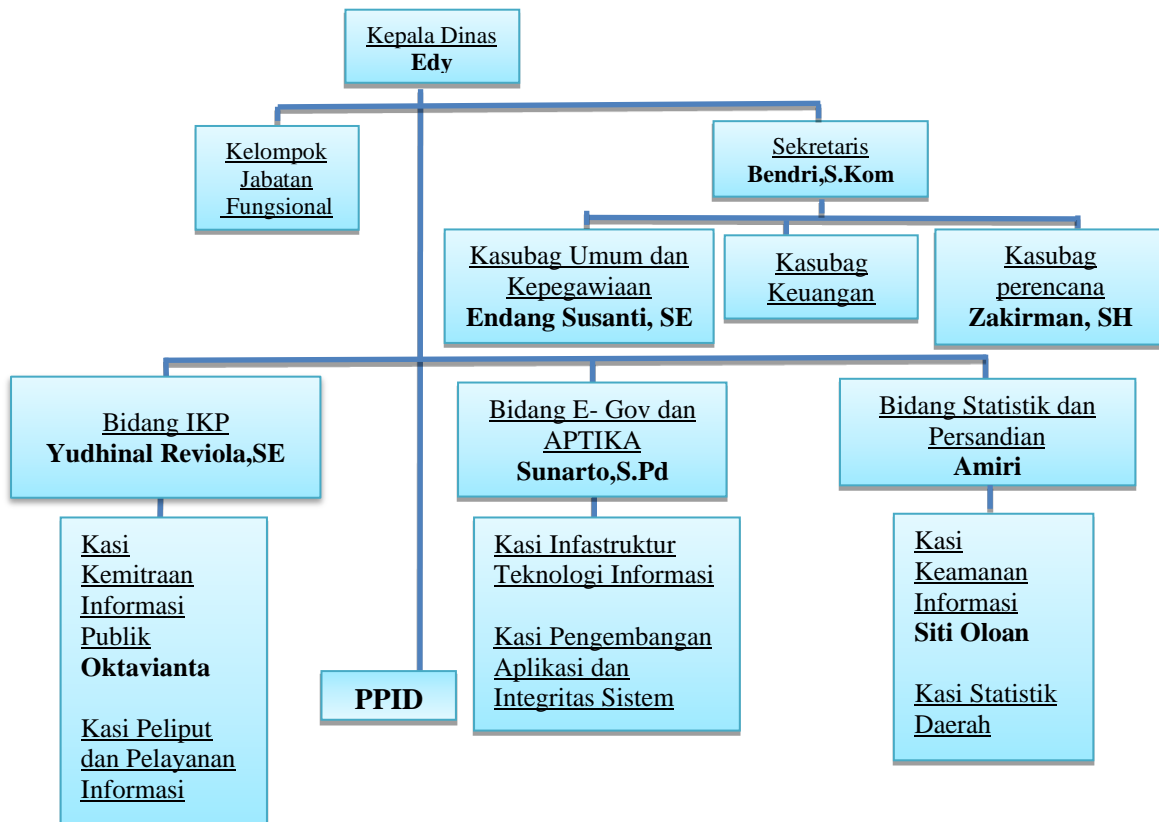 Kepala Dinas
Edy
Kelompok
Jabatan
Fungsional
Sekretaris
Bendri,S.Kom
Kasubag Umum dan
Kepegawiaan
Endang Susanti, SE
Kasubag
Keuangan
Kasubag
perencana
Zakirman, SH
Bidang IKP
Yudhinal Reviola,SE
Bidang E- Gov dan
APTIKA
Sunarto,S.Pd
Bidang Statistik dan
Persandian
Amiri
Kasi
Kemitraan
Informasi
Publik
Oktavianta
Kasi Peliput
dan Pelayanan
Informasi
PPID
Kasi Infastruktur
Teknologi Informasi
Kasi Pengembangan
Aplikasi dan
Integritas Sistem
Kasi
Keamanan
Informasi
Siti Oloan
Kasi Statistik
Daerah